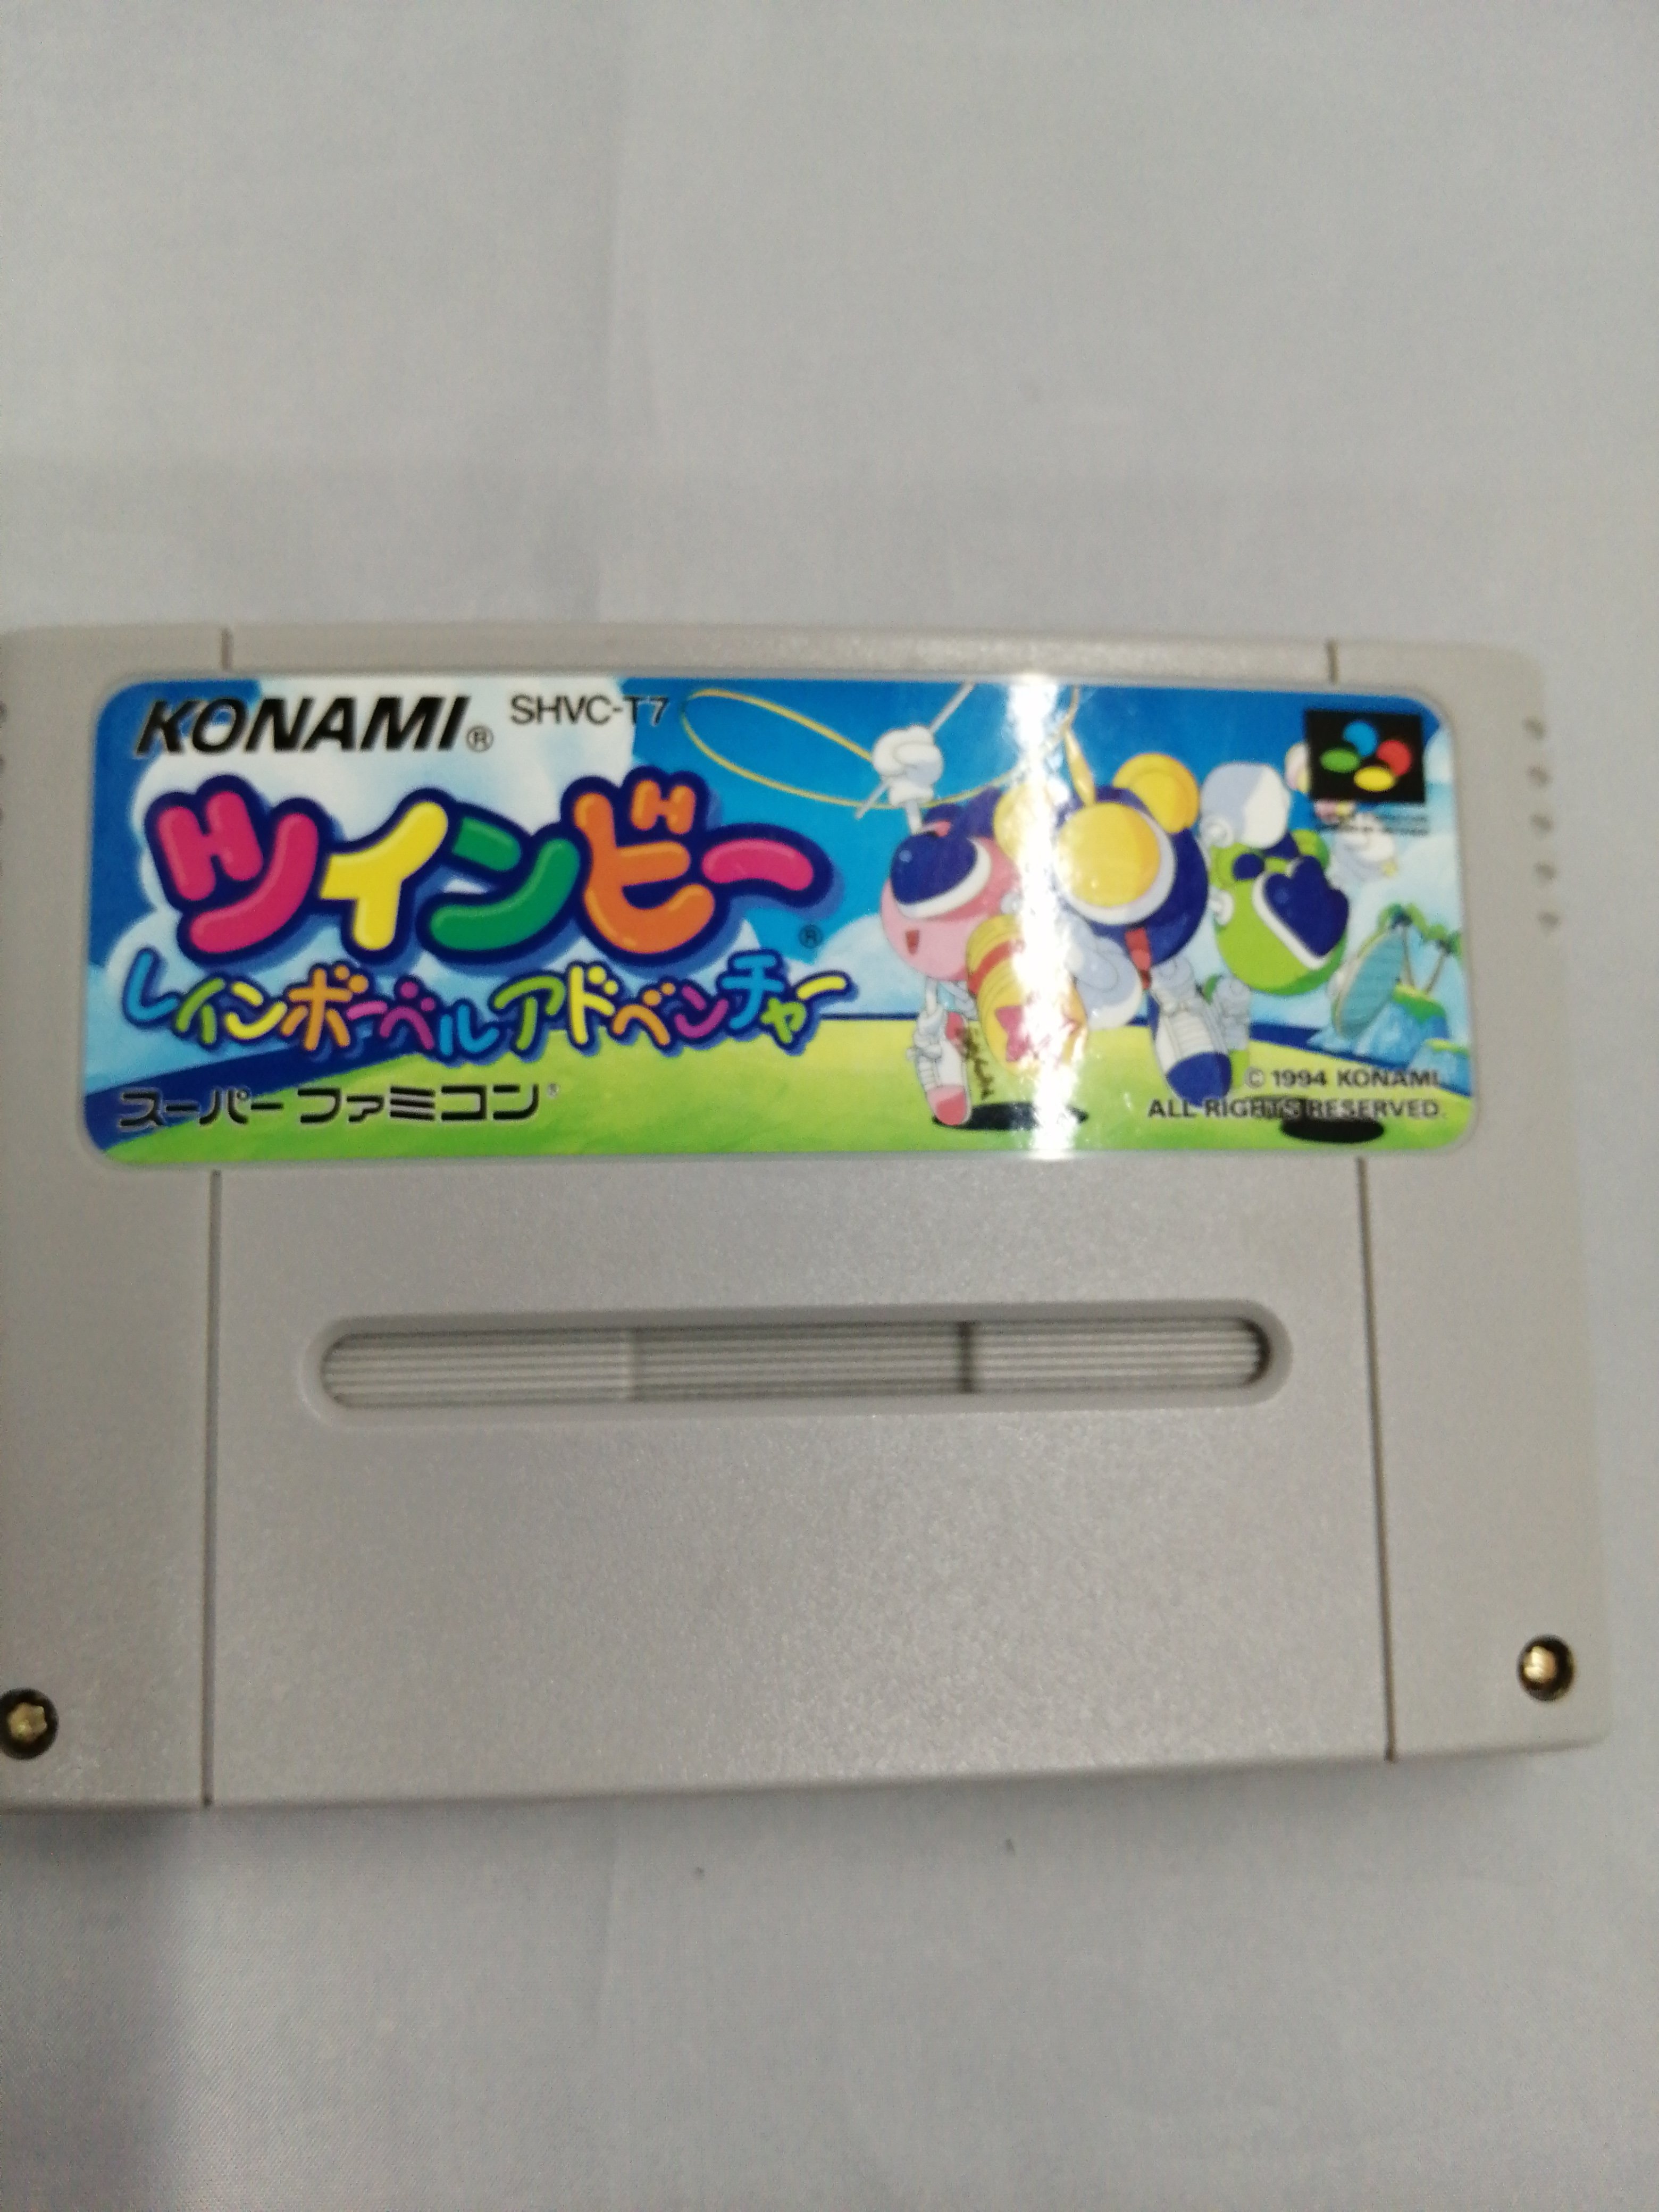 KONAMI® SHVC-T7
ツインビー®
レインボーベルアドベンチャー
スーパーファミコン®
© 1994 KONAMI
ALL RIGHTS RESERVED.